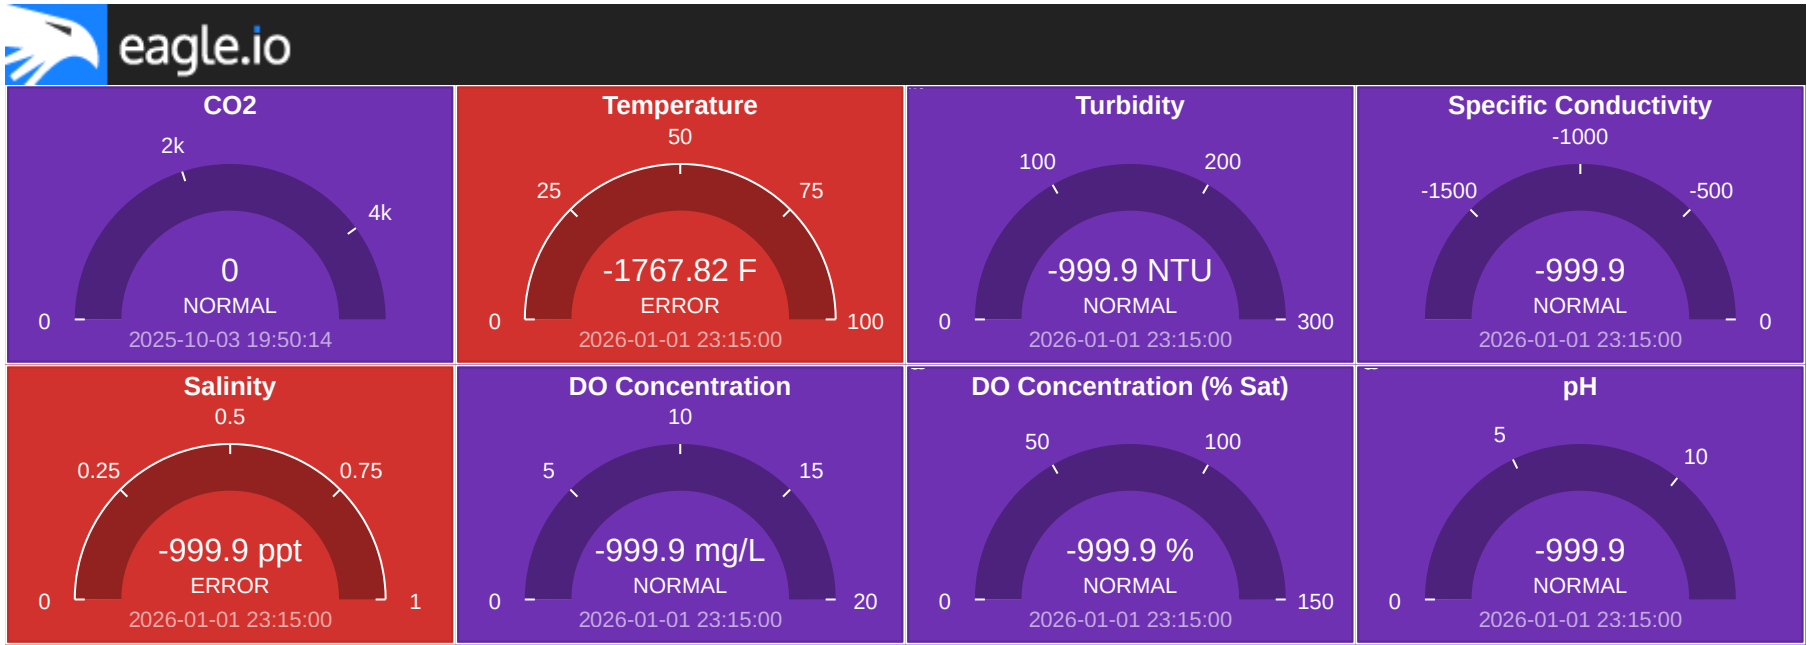 eagle.io
CO2
2k
4k
0
0
NORMAL
2025-10-03 19:50:14
Temperature
50
25
75
-1767.82 F
ERROR
0
100
2026-01-01 23:15:00
Turbidity
100
200
-999.9 NTU
NORMAL
0
300
2026-01-01 23:15:00
Specific Conductivity
-1000
-1500
-500
-999.9
NORMAL
0
2026-01-01 23:15:00
Salinity
0.5
0.25
0.75
-999.9 ppt
ERROR
0
1
2026-01-01 23:15:00
DO Concentration
10
5
15
-999.9 mg/L
NORMAL
0
20
2026-01-01 23:15:00
DO Concentration (% Sat)
50
100
-999.9 %
NORMAL
0
150
2026-01-01 23:15:00
pH
5
10
-999.9
NORMAL
0
2026-01-01 23:15:00